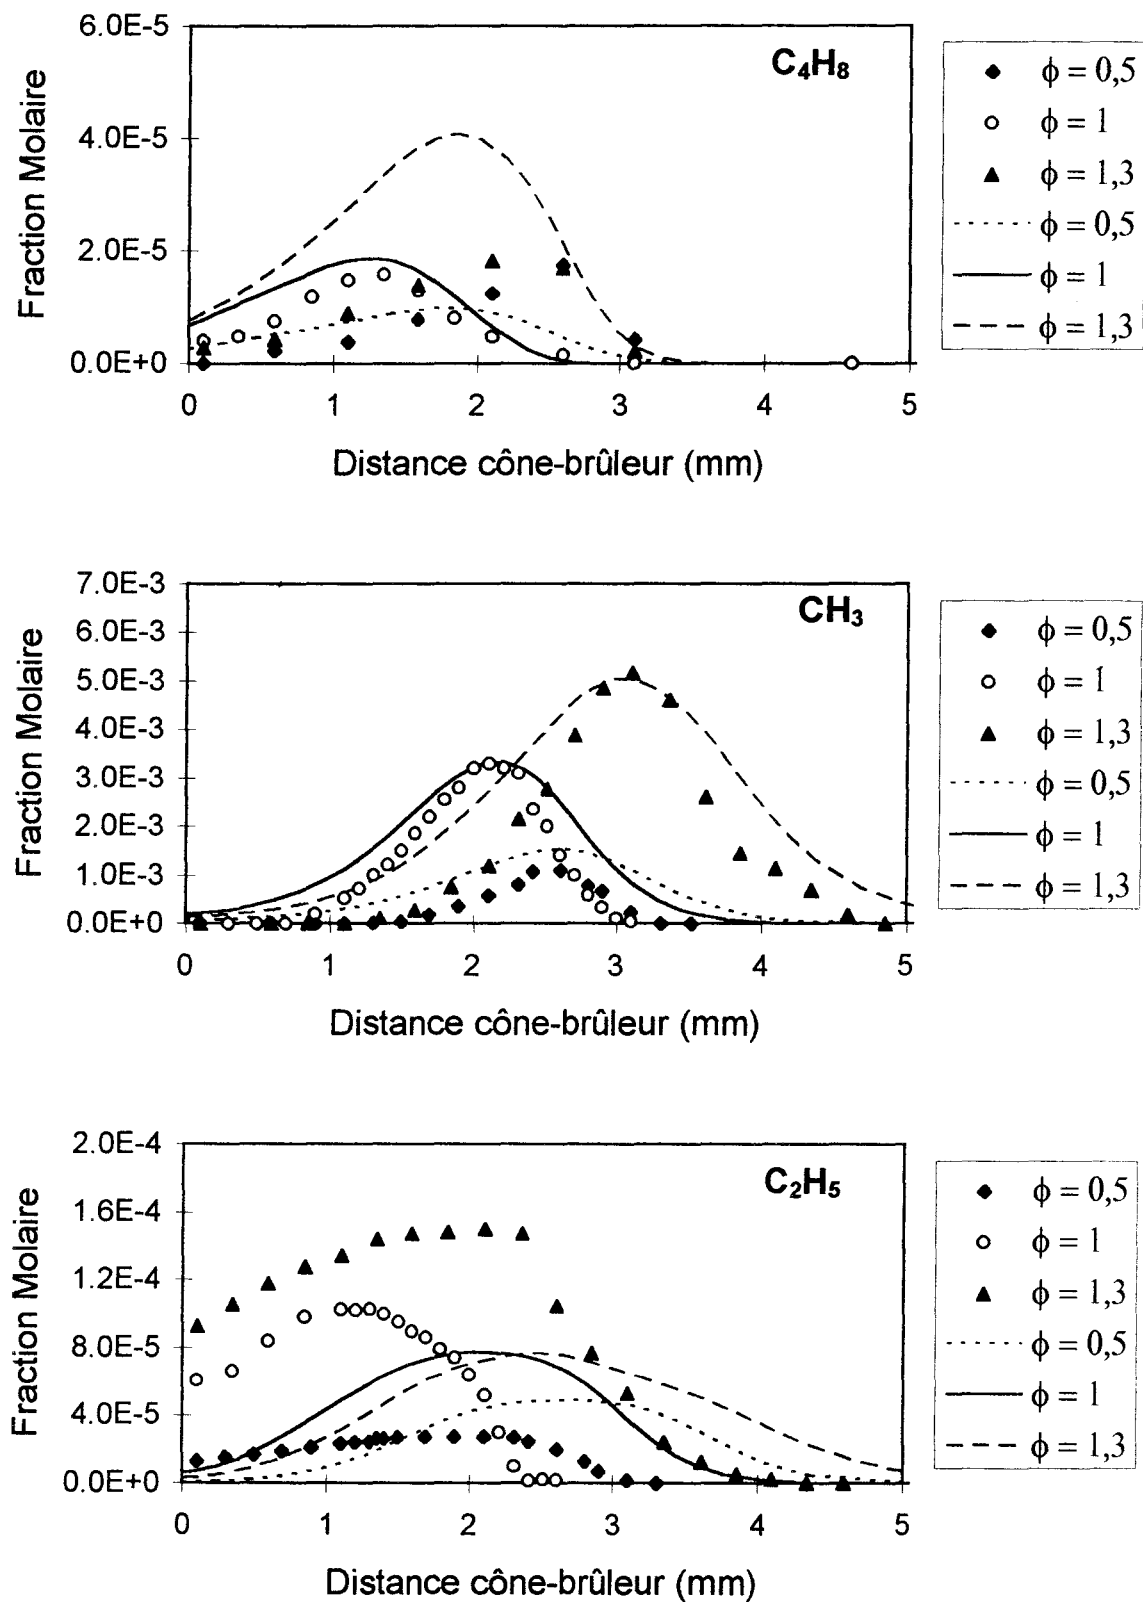 6.0E-5
C₄H₈
4.0E-5
2.0E-5
0.0E+0
Fraction Molaire
0 1 2 3 4 5
Distance cône-brûleur (mm)
ϕ = 0,5
ϕ = 1
ϕ = 1,3
ϕ = 0,5
ϕ = 1
ϕ = 1,3
7.0E-3
CH₃
6.0E-3
5.0E-3
4.0E-3
3.0E-3
2.0E-3
1.0E-3
0.0E+0
Fraction Molaire
0 1 2 3 4 5
Distance cône-brûleur (mm)
ϕ = 0,5
ϕ = 1
ϕ = 1,3
ϕ = 0,5
ϕ = 1
ϕ = 1,3
2.0E-4
C₂H₅
1.6E-4
1.2E-4
8.0E-5
4.0E-5
0.0E+0
Fraction Molaire
0 1 2 3 4 5
Distance cône-brûleur (mm)
ϕ = 0,5
ϕ = 1
ϕ = 1,3
ϕ = 0,5
ϕ = 1
ϕ = 1,3